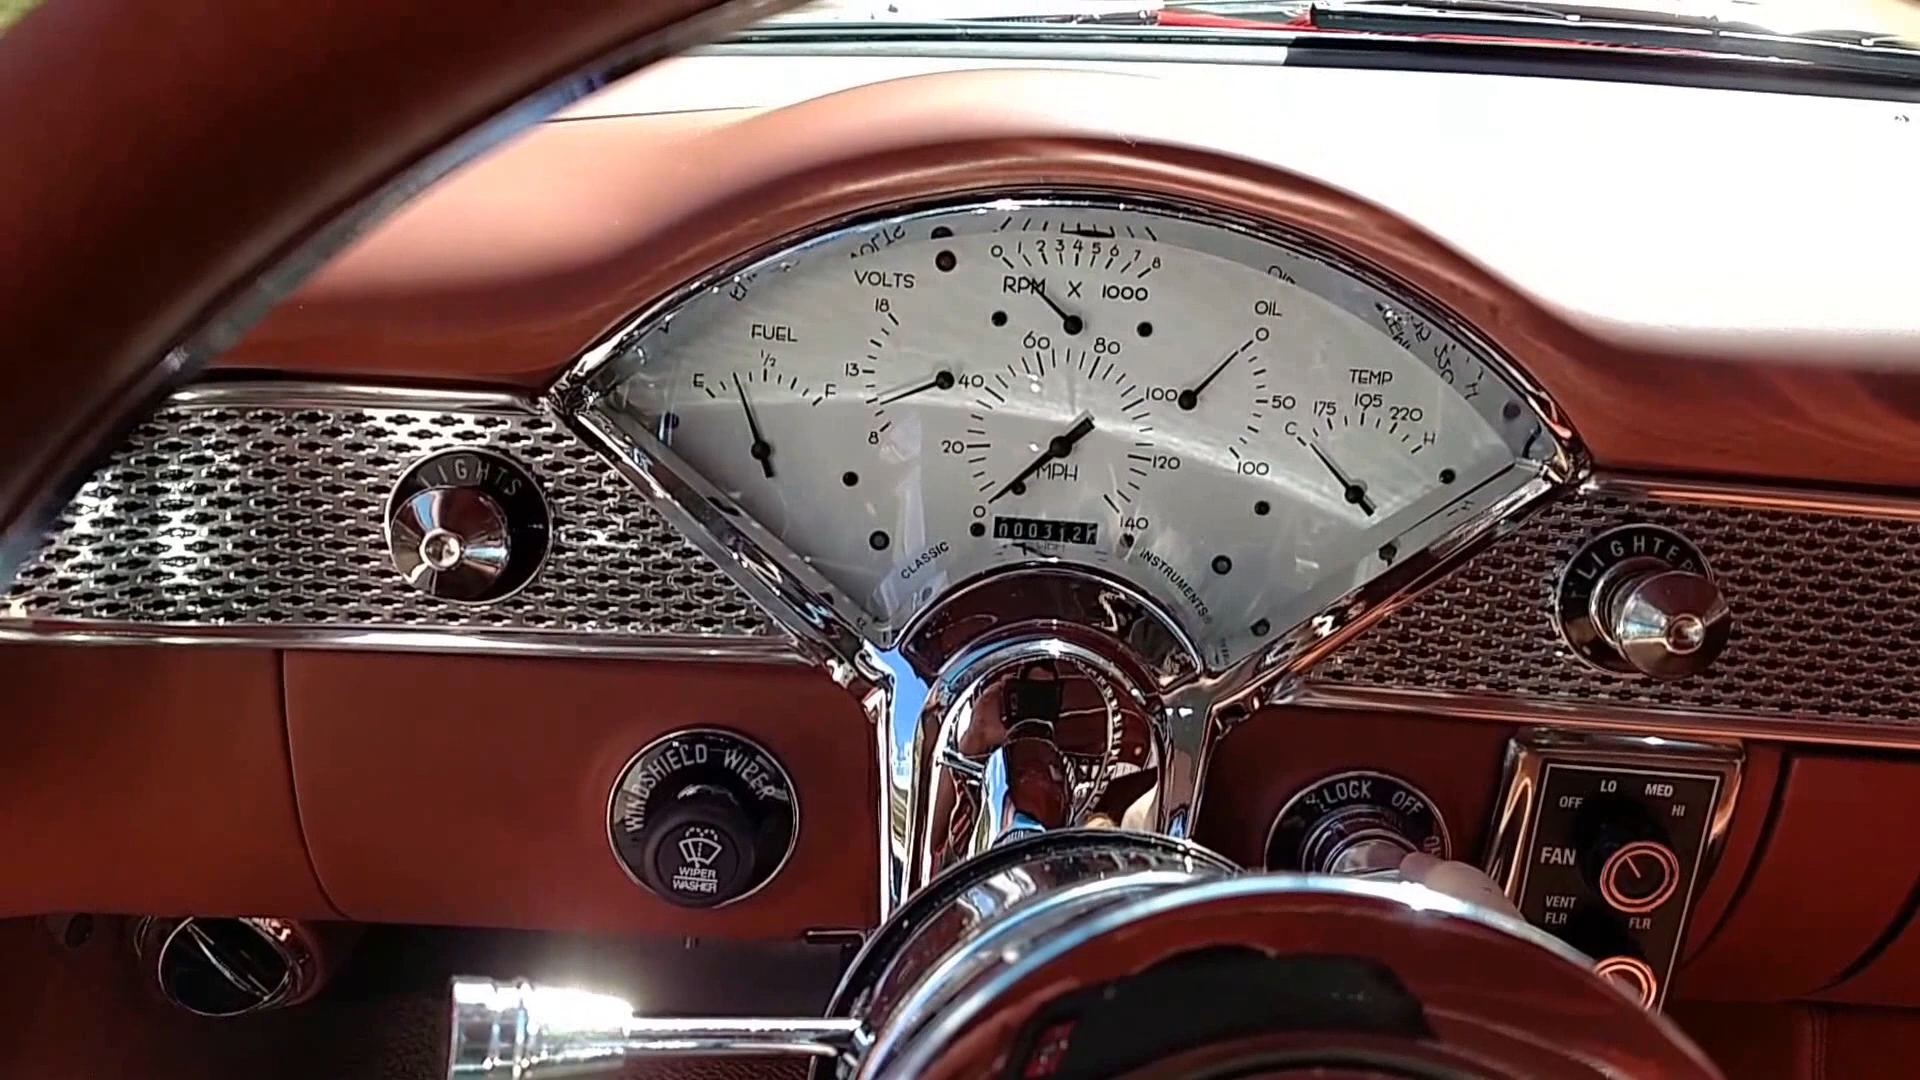 VOLTS
18
13
8
FUEL
E 1/2 F
0 1 2 3 4 5 6 7 8
RPM X 1000
OIL
0
50
100
TEMP
C 175 195 220 H
0 20 40 60 80 100 120 140
MPH
CLASSIC
INSTRUMENTS
LIGHTS
LIGHTER
WINDSHIELD WIPER
WIPER
WASHER
LOCK OFF
OFF LO MED HI
FAN
VENT
FLR
FLR